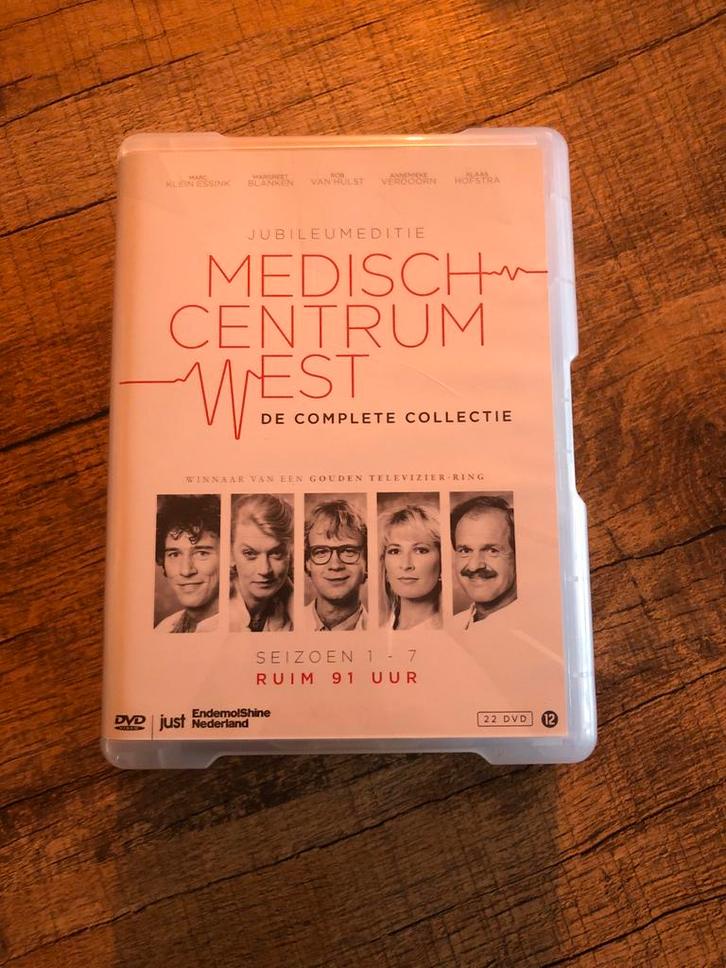 MARC MARGREET ROB ANNEMIEKE KLAAS
KLEIN ESSINK BLANKEN VAN HULST VERDOORN HOFSTRA
JUBILEUMEDITIE
MEDISCH
CENTRUM
WEST
DE COMPLETE COLLECTIE
WINNAAR VAN EEN GOUDEN TELEVIZIER-RING
SEIZOEN 1 - 7
RUIM 91 UUR
DVD VIDEO just EndemolShine Nederland 22 DVD 12